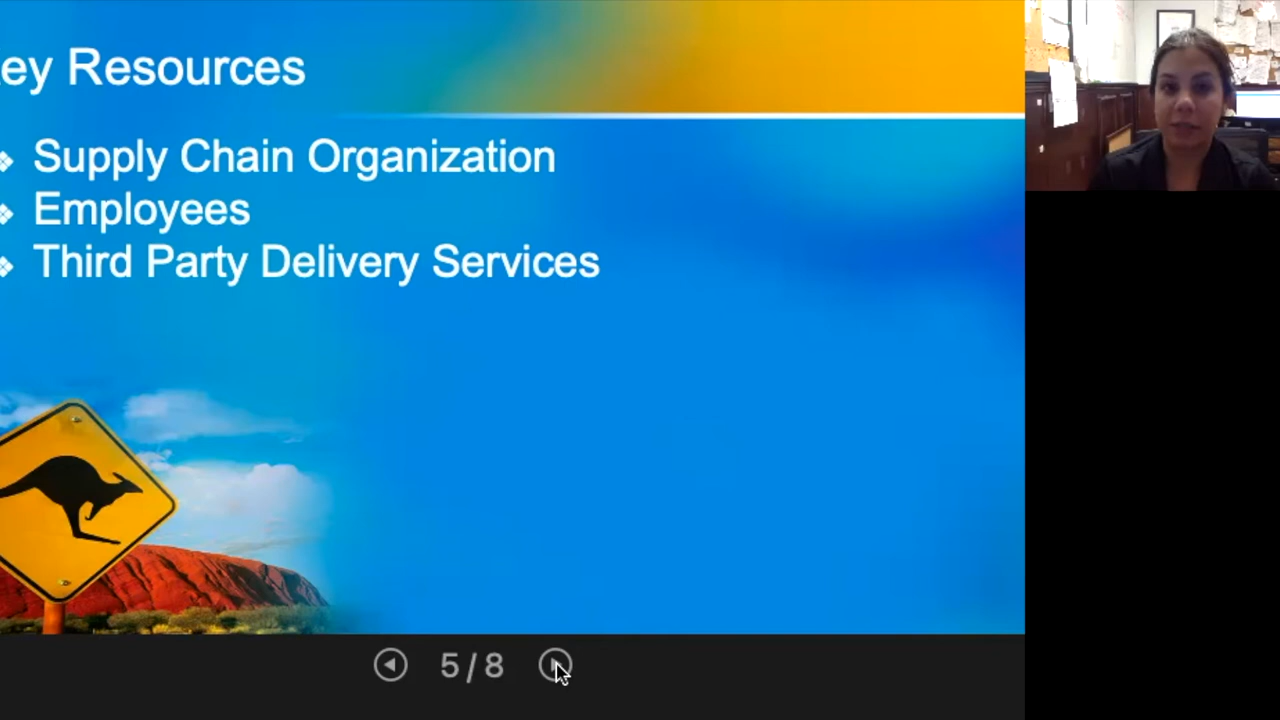 ey Resources
Supply Chain Organization
Employees
Third Party Delivery Services
5/8